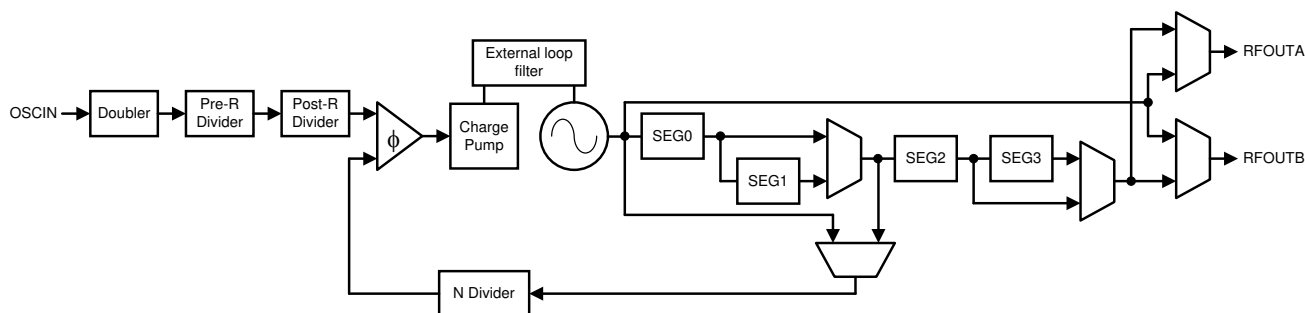 External loop
filter
RFOUTA
OSCIN
Doubler
Pre-R
Divider
Post-R
Divider
ϕ
Charge
Pump
SEG0
SEG1
SEG2
SEG3
RFOUTB
N Divider